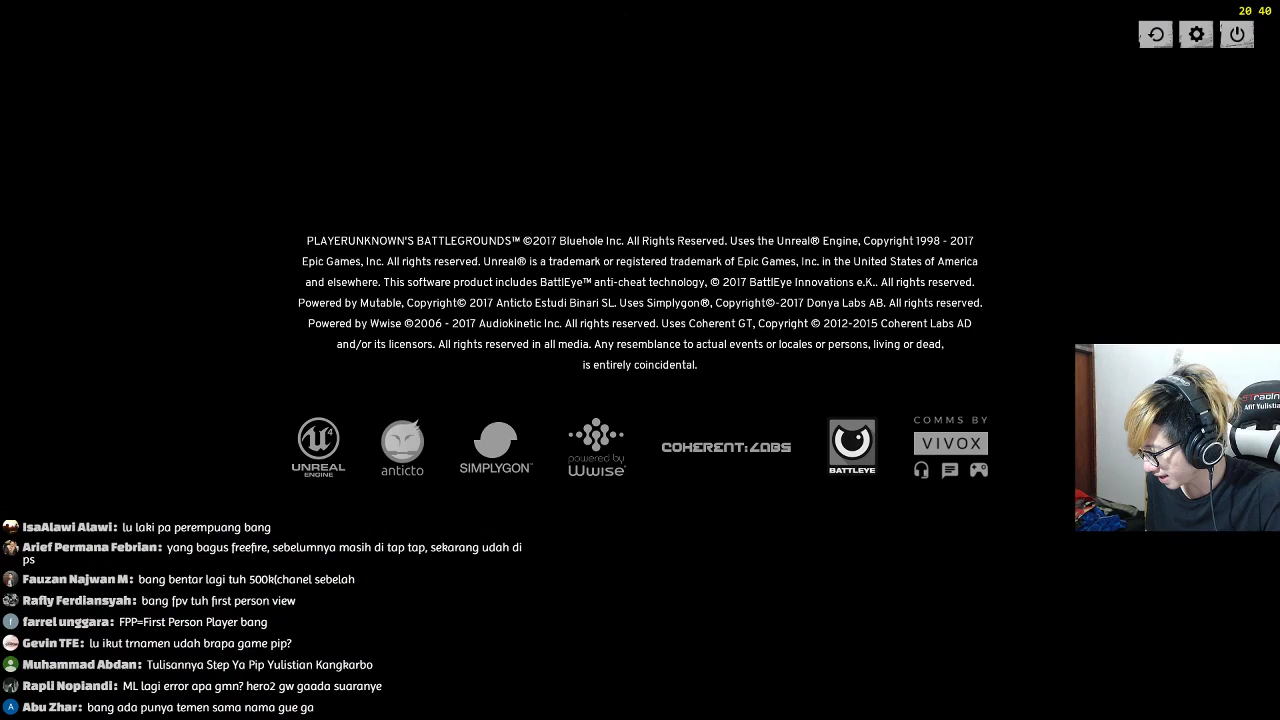 20 40
PLAYERUNKNOWN'S BATTLEGROUNDS™ ©2017 Bluehole Inc. All Rights Reserved. Uses the Unreal® Engine, Copyright 1998 - 2017
Epic Games, Inc. All rights reserved. Unreal® is a trademark or registered trademark of Epic Games, Inc. in the United States of America
and elsewhere. This software product includes BattlEye™ anti-cheat technology, © 2017 BattlEye Innovations e.K.. All rights reserved.
Powered by Mutable, Copyright© 2017 Anticto Estudi Binari SL. Uses Simplygon®, Copyright©-2017 Donya Labs AB. All rights reserved.
Powered by Wwise ©2006 - 2017 Audiokinetic Inc. All rights reserved. Uses Coherent GT, Copyright © 2012-2015 Coherent Labs AD
and/or its licensors. All rights reserved in all media. Any resemblance to actual events or locales or persons, living or dead,
is entirely coincidental.
4
UNREAL
ENGINE
anticto
SIMPLYGON™
powered by
wwise
COHERENT:LABS
BATTLEYE
COMMS BY
VIVOX
Afif Yulistian
IsaAlawi Alawi: lu laki pa perempuang bang
Arief Permana Febrian: yang bagus freefire, sebelumnya masih di tap tap, sekarang udah di
ps
Fauzan Najwan M: bang bentar lagi tuh 500k(chanel sebelah
Rafly Ferdiansyah: bang fpv tuh first person view
f farrel unggara: FPP=First Person Player bang
Gevin TFE: lu ikut trnamen udah brapa game pip?
Muhammad Abdan: Tulisannya Step Ya Pip Yulistian Kangkarbo
Rapli Nopiandi: ML lagi error apa gmn? hero2 gw gaada suaranye
A Abu Zhar: bang ada punya temen sama nama gue ga